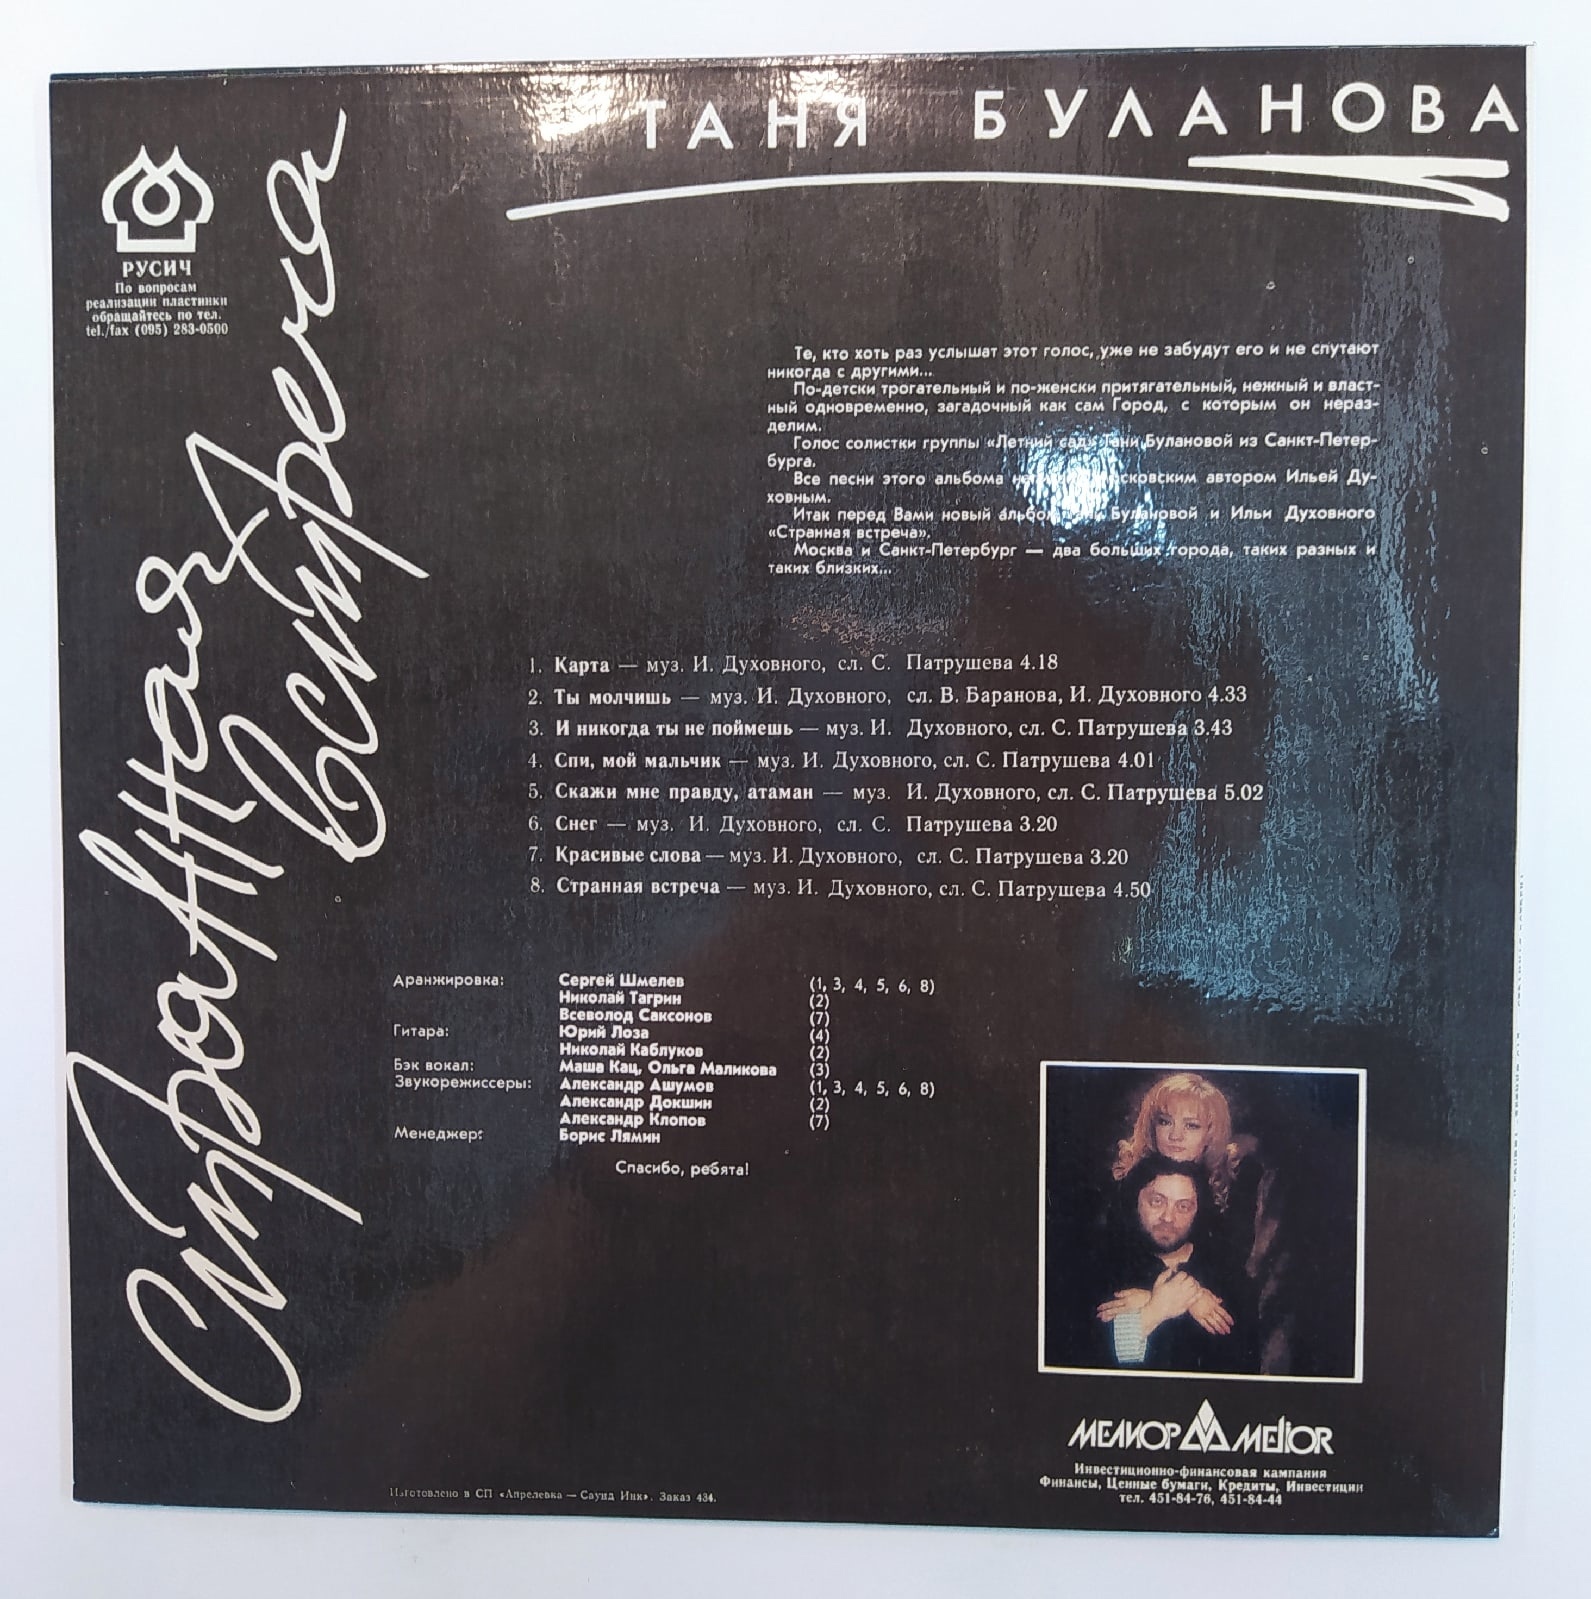 ТАНЯ БУЛАНОВА
Странная встреча
РУСИЧ
По вопросам
реализации пластинки
обращайтесь по тел.
tel./fax (095) 283-0500
Те, кто хоть раз услышат этот голос, уже не забудут его и не спутают
никогда с другими...
По-детски трогательный и по-женски притягательный, нежный и власт-
ный одновременно, загадочный как сам Город, с которым он нераз-
делим.
Голос солистки группы «Летний сад» Тани Булановой из Санкт-Петер-
бурга.
Все песни этого альбома московским автором Ильей Ду-
ховным.
Итак перед Вами новый альбом Тани Булановой и Ильи Духовного
«Странная встреча».
Москва и Санкт-Петербург — два больших города, таких разных и
таких близких...
1. Карта — муз. И. Духовного, сл. С. Патрушева 4.18
2. Ты молчишь — муз. И. Духовного, сл. В. Баранова, И. Духовного 4.33
3. И никогда ты не поймешь — муз. И. Духовного, сл. С. Патрушева 3.43
4. Спи, мой мальчик — муз. И. Духовного, сл. С. Патрушева 4.01
5. Скажи мне правду, атаман — муз. И. Духовного, сл. С. Патрушева 5.02
6. Снег — муз. И. Духовного, сл. С. Патрушева 3.20
7. Красивые слова — муз. И. Духовного, сл. С. Патрушева 3.20
8. Странная встреча — муз. И. Духовного, сл. С. Патрушева 4.50
Аранжировка: Сергей Шмелев (1, 3, 4, 5, 6, 8)
Николай Тагрин (2)
Всеволод Саксонов (7)
Гитара: Юрий Лоза (4)
Николай Каблуков (2)
Бэк вокал: Маша Кац, Ольга Маликова (3)
Звукорежиссеры: Александр Ашумов (1, 3, 4, 5, 6, 8)
Александр Докшин (2)
Александр Клопов (7)
Менеджер: Борис Лямин
Спасибо, ребята!
МЕЛИОР MELIOR
Инвестиционно-финансовая кампания
Финансы, Ценные бумаги, Кредиты, Инвестиции
тел. 451-84-76, 451-84-44
Изготовлено в СП «Апрелевка — Саунд Инк». Заказ 434.